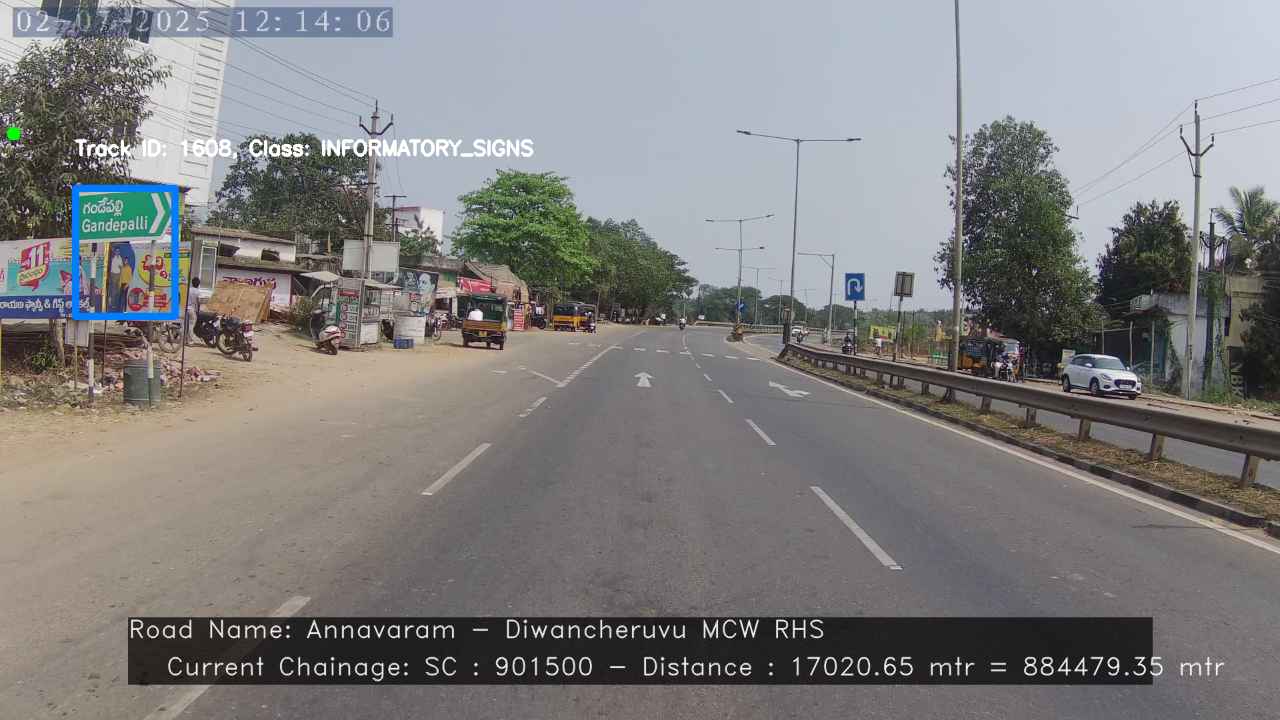 02-07-2025 12:14:06
Track ID: 1608, Class: INFORMATORY_SIGNS
గండేపల్లి
Gandepalli
Road Name: Annavaram - Diwancheruvu MCW RHS
Current Chainage: SC : 901500 - Distance : 17020.65 mtr = 884479.35 mtr